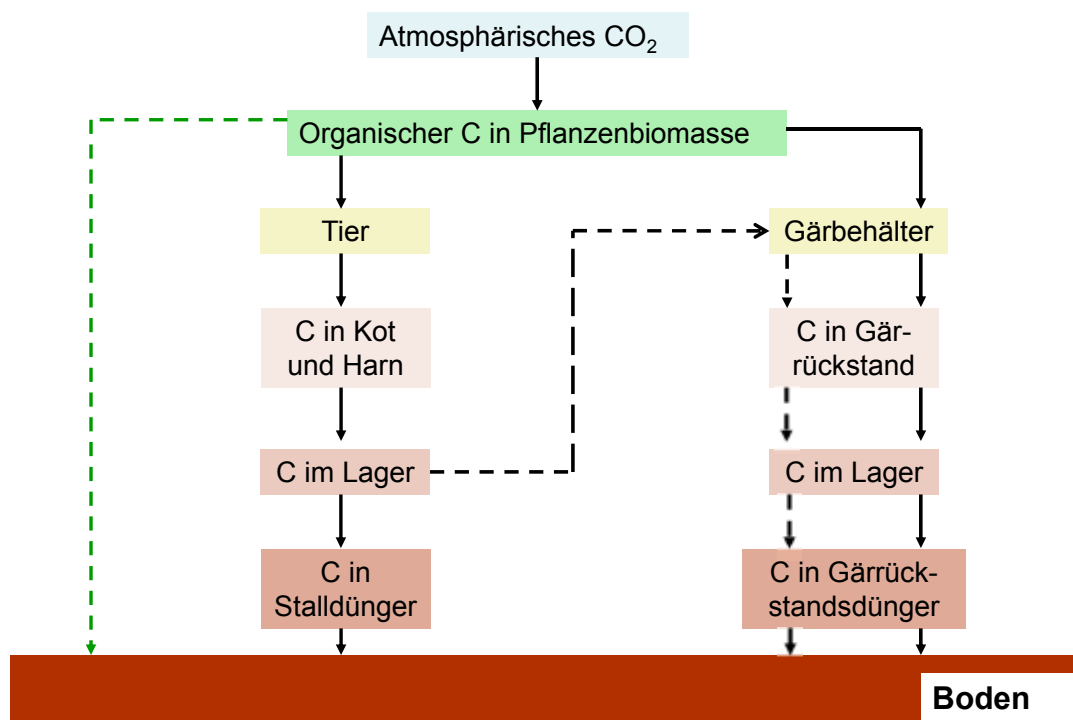 Atmosphärisches CO₂
Organischer C in Pflanzenbiomasse
Tier
Gärbehälter
C in Kot
und Harn
C in Gär-
rückstand
C im Lager
C im Lager
C in
Stalldünger
C in Gärrück-
standsdünger
Boden